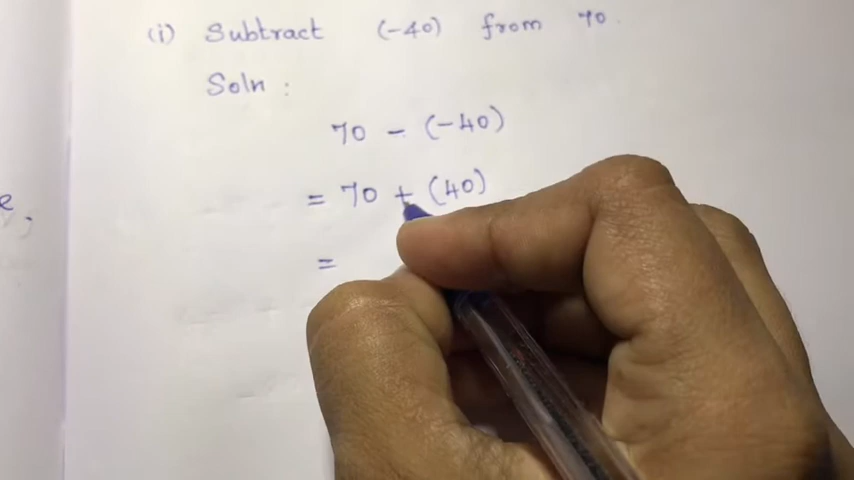 (i) Subtract (-40) from 70.
Soln :
70 - (-40)
= 70 + (40)
=